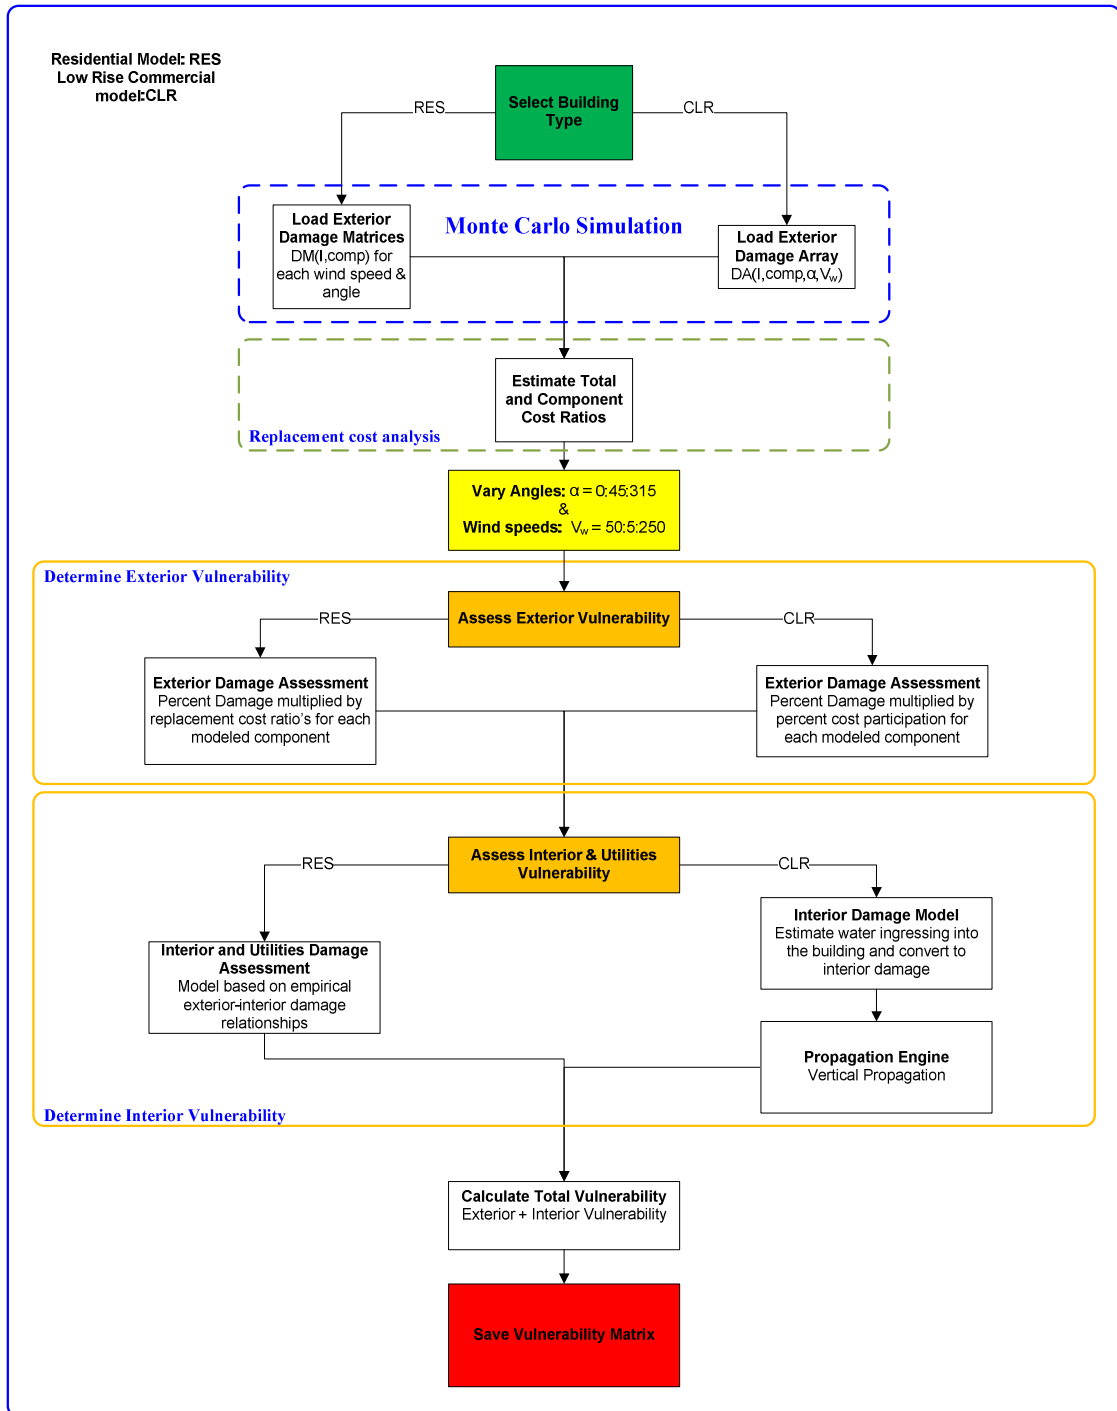 Residential Model: RES
Low Rise Commercial
model:CLR
Select Building
Type
RES
CLR
Monte Carlo Simulation
Load Exterior
Damage Matrices
DM(I,comp) for
each wind speed &
angle
Load Exterior
Damage Array
DA(I,comp,α,Vw)
Estimate Total
and Component
Cost Ratios
Replacement cost analysis
Vary Angles: α = 0:45:315
&
Wind speeds: Vw = 50:5:250
Determine Exterior Vulnerability
Assess Exterior Vulnerability
RES
CLR
Exterior Damage Assessment
Percent Damage multiplied by
replacement cost ratio's for each
modeled component
Exterior Damage Assessment
Percent Damage multiplied by
percent cost participation for
each modeled component
Assess Interior & Utilities
Vulnerability
RES
CLR
Interior and Utilities Damage
Assessment
Model based on empirical
exterior-interior damage
relationships
Interior Damage Model
Estimate water ingressing into
the building and convert to
interior damage
Propagation Engine
Vertical Propagation
Determine Interior Vulnerability
Calculate Total Vulnerability
Exterior + Interior Vulnerability
Save Vulnerability Matrix